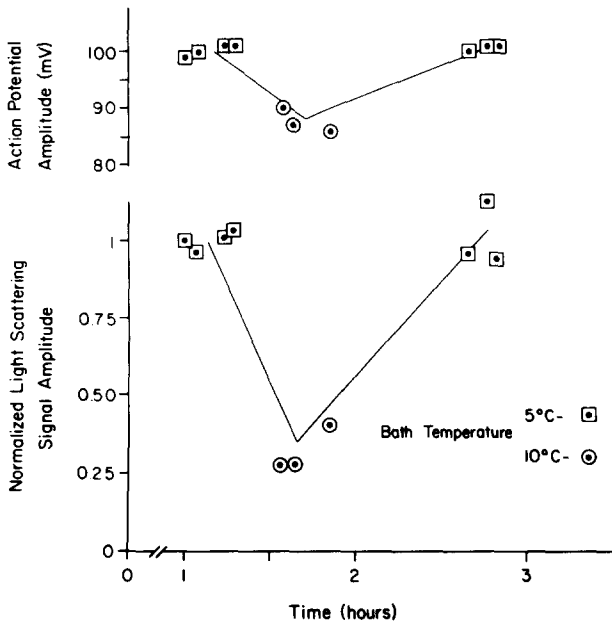 Action Potential
Amplitude (mV)
100
90
80
Normalized Light Scattering
Signal Amplitude
1
0.75
0.50
0.25
0
Bath Temperature
5°C-
10°C-
0
1
2
3
Time (hours)